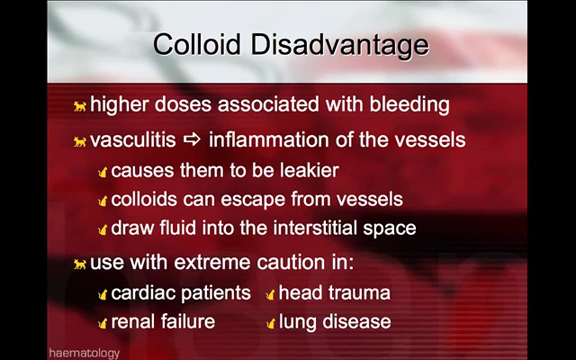 Colloid Disadvantage
higher doses associated with bleeding
vasculitis ⇨ inflammation of the vessels
causes them to be leakier
colloids can escape from vessels
draw fluid into the interstitial space
use with extreme caution in:
cardiac patients head trauma
renal failure lung disease
haematology